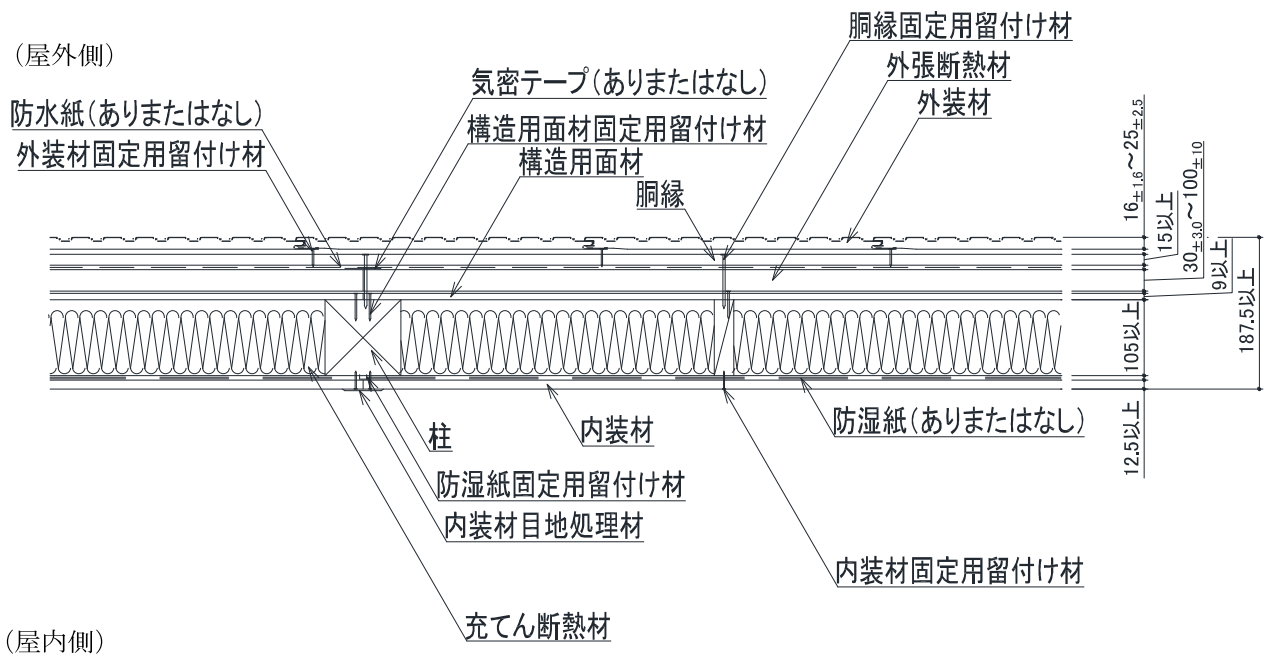 (屋外側)
胴縁固定用留付け材
外張断熱材
外装材
気密テープ(ありまたはなし)
構造用面材固定用留付け材
構造用面材
胴縁
防水紙(ありまたはなし)
外装材固定用留付け材
16±1.6～25±2.5
15以上
30±3.0～100±10
9以上
105以上
187.5以上
12.5以上
柱
内装材
防湿紙(ありまたはなし)
防湿紙固定用留付け材
内装材目地処理材
内装材固定用留付け材
充てん断熱材
(屋内側)